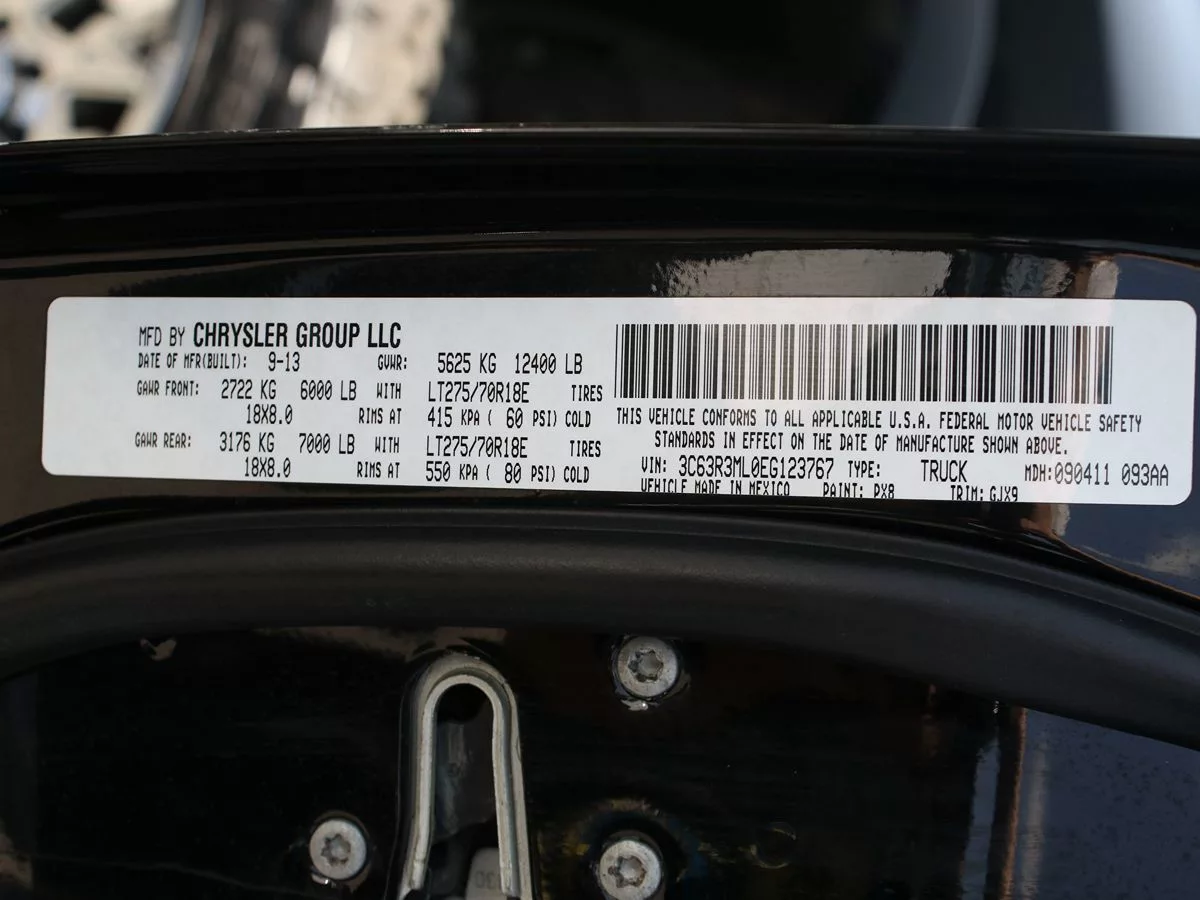 MFD BY CHRYSLER GROUP LLC
DATE OF MFR(BUILT): 9-13 GVWR: 5625 KG 12400 LB
GAWR FRONT: 2722 KG 6000 LB WITH LT275/70R18E TIRES
18X8.0 RIMS AT 415 KPA ( 60 PSI) COLD
GAWR REAR: 3176 KG 7000 LB WITH LT275/70R18E TIRES
18X8.0 RIMS AT 550 KPA ( 80 PSI) COLD
THIS VEHICLE CONFORMS TO ALL APPLICABLE U.S.A. FEDERAL MOTOR VEHICLE SAFETY
STANDARDS IN EFFECT ON THE DATE OF MANUFACTURE SHOWN ABOVE.
VIN: 3C63R3ML0EG123767 TYPE: TRUCK MDH:090411 093AA
VEHICLE MADE IN MEXICO PAINT: PX8 TRIM: GJX9